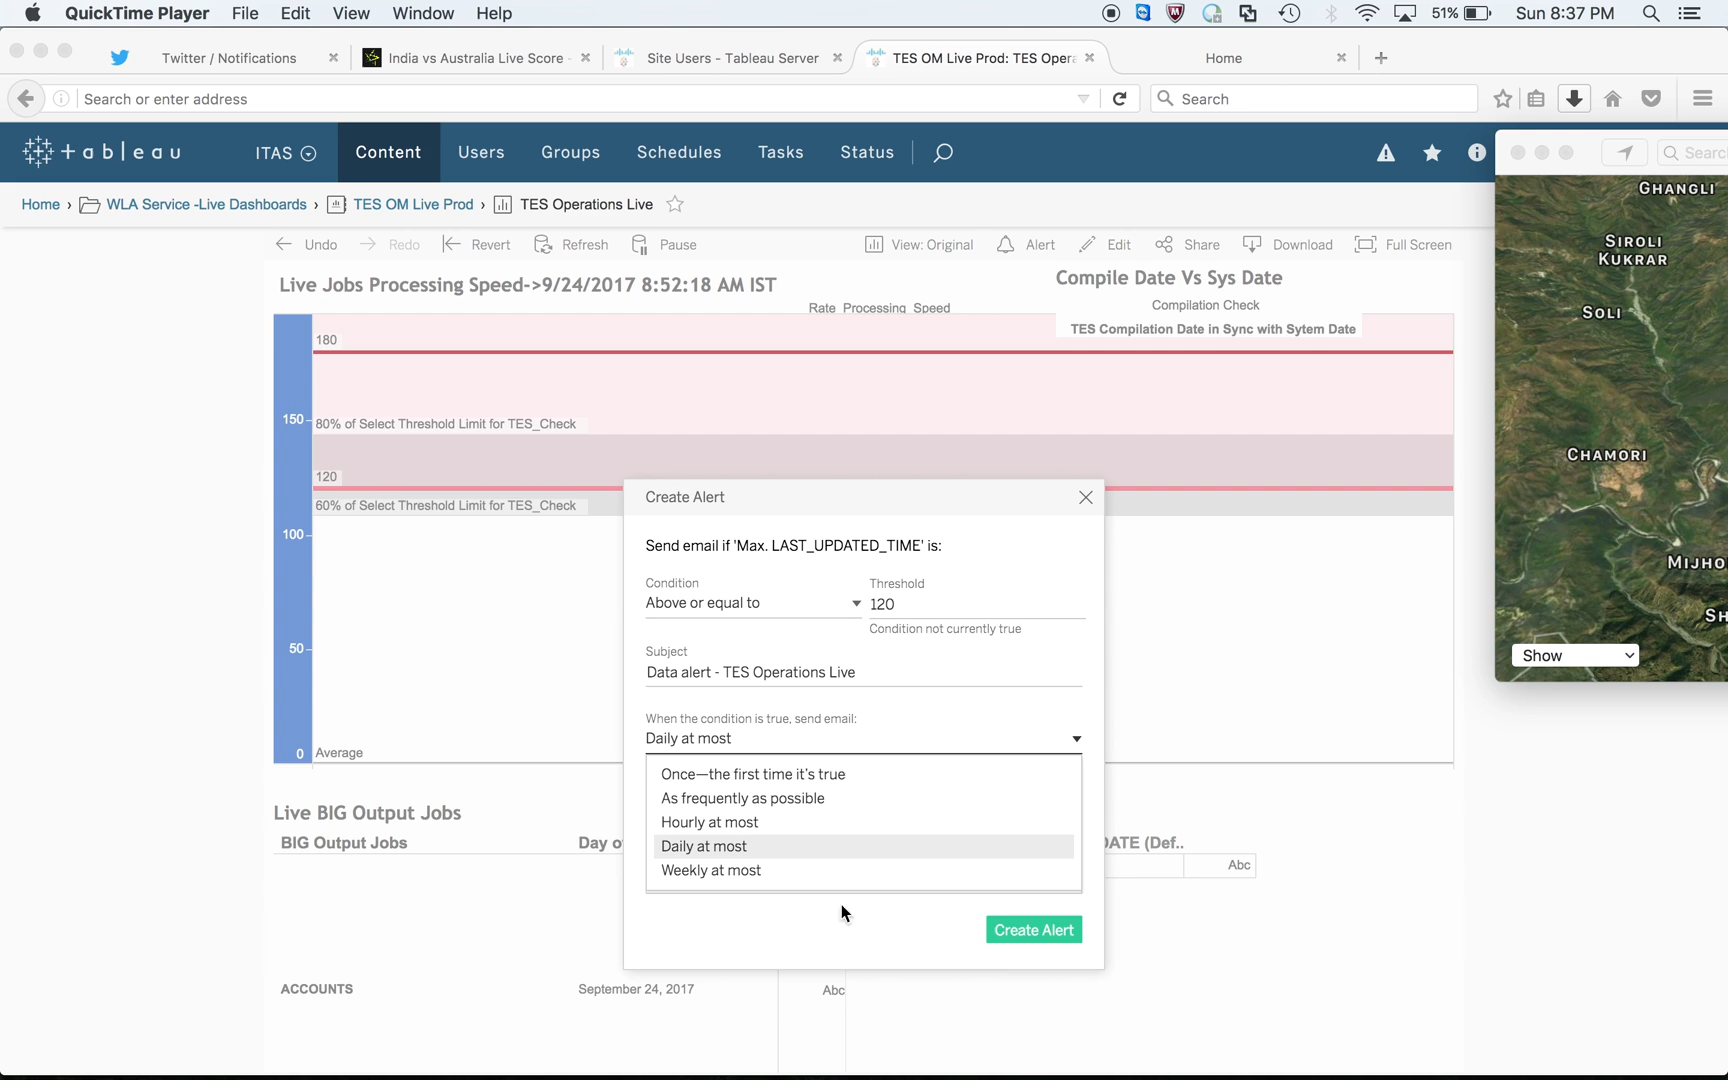 QuickTime Player File Edit View Window Help 51% Sun 8:37 PM
Twitter / Notifications India vs Australia Live Score - Site Users - Tableau Server TES OM Live Prod: TES Opera Home
Search or enter address Search
+ a b | e a u ITAS Content Users Groups Schedules Tasks Status
Home › WLA Service -Live Dashboards › TES OM Live Prod › TES Operations Live
Undo Redo Revert Refresh Pause View: Original Alert Edit Share Download Full Screen
Live Jobs Processing Speed->9/24/2017 8:52:18 AM IST
Rate Processing Speed
Compile Date Vs Sys Date
Compilation Check
TES Compilation Date in Sync with Sytem Date
180
150
80% of Select Threshold Limit for TES_Check
120
60% of Select Threshold Limit for TES_Check
100
50
0 Average
Create Alert
Send email if 'Max. LAST_UPDATED_TIME' is:
Condition Threshold
Above or equal to 120
Condition not currently true
Subject
Data alert - TES Operations Live
When the condition is true, send email:
Daily at most
Once—the first time it's true
As frequently as possible
Hourly at most
Daily at most
Weekly at most
Create Alert
Live BIG Output Jobs
BIG Output Jobs Day o DATE (Def..
Abc
ACCOUNTS September 24, 2017 Abc
Searc
GHANGLI
SIROLI
KUKRAR
SOLI
CHAMORI
MIJHO
SH
Show